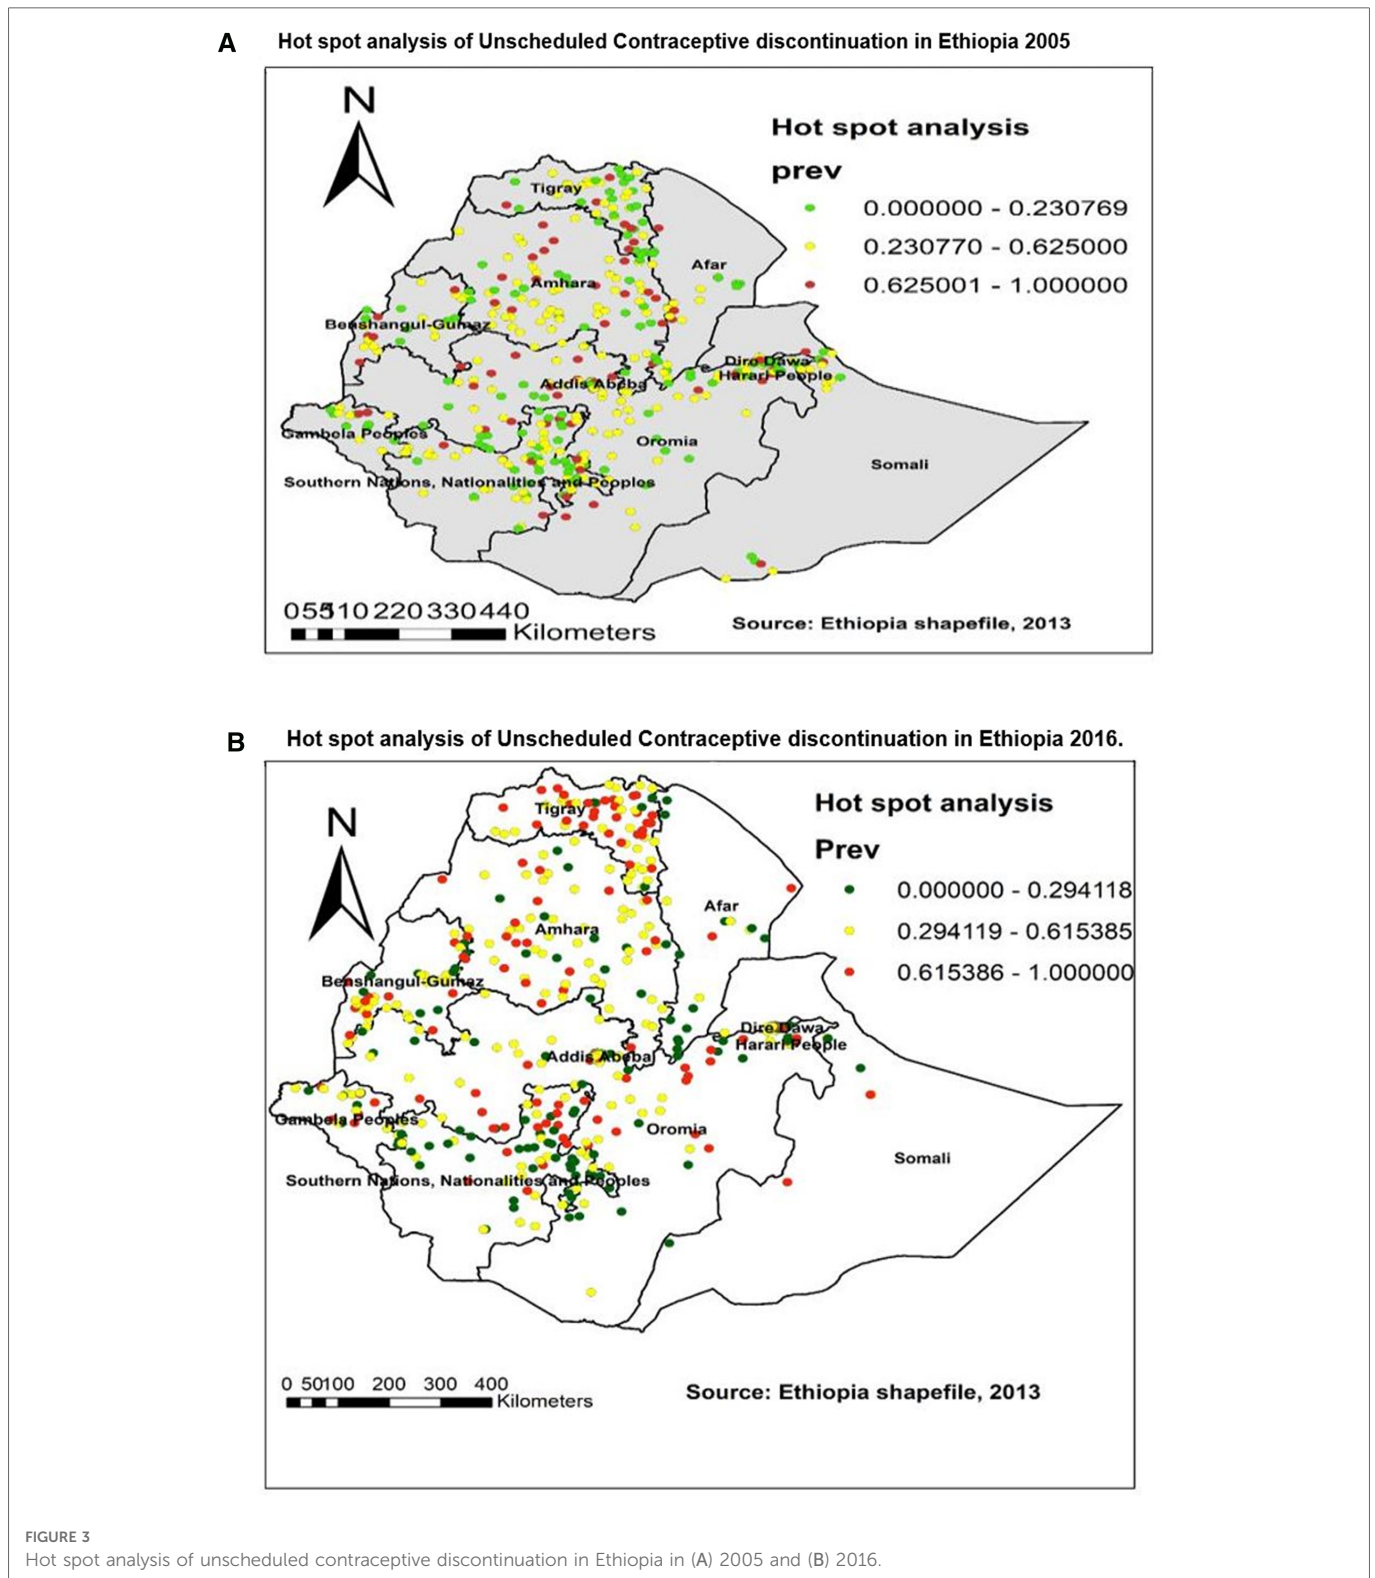 A Hot spot analysis of Unscheduled Contraceptive discontinuation in Ethiopia 2005
N
Hot spot analysis
prev
0.000000 - 0.230769
0.230770 - 0.625000
0.625001 - 1.000000
Tigray
Afar
Amhara
Benshangul-Gumaz
Dire Dawa
Harari People
Addis Abeba
Gambela Peoples
Oromia
Somali
Southern Nations, Nationalities and Peoples
0 55 110 220 330 440
Kilometers
Source: Ethiopia shapefile, 2013
B Hot spot analysis of Unscheduled Contraceptive discontinuation in Ethiopia 2016.
N
Hot spot analysis
Prev
0.000000 - 0.294118
0.294119 - 0.615385
0.615386 - 1.000000
Tigray
Afar
Amhara
Benshangul-Gumaz
Dire Dawa
Harari People
Addis Abeba
Gambela Peoples
Oromia
Somali
Southern Nations, Nationalities and Peoples
0 50 100 200 300 400
Kilometers
Source: Ethiopia shapefile, 2013
FIGURE 3
Hot spot analysis of unscheduled contraceptive discontinuation in Ethiopia in (A) 2005 and (B) 2016.